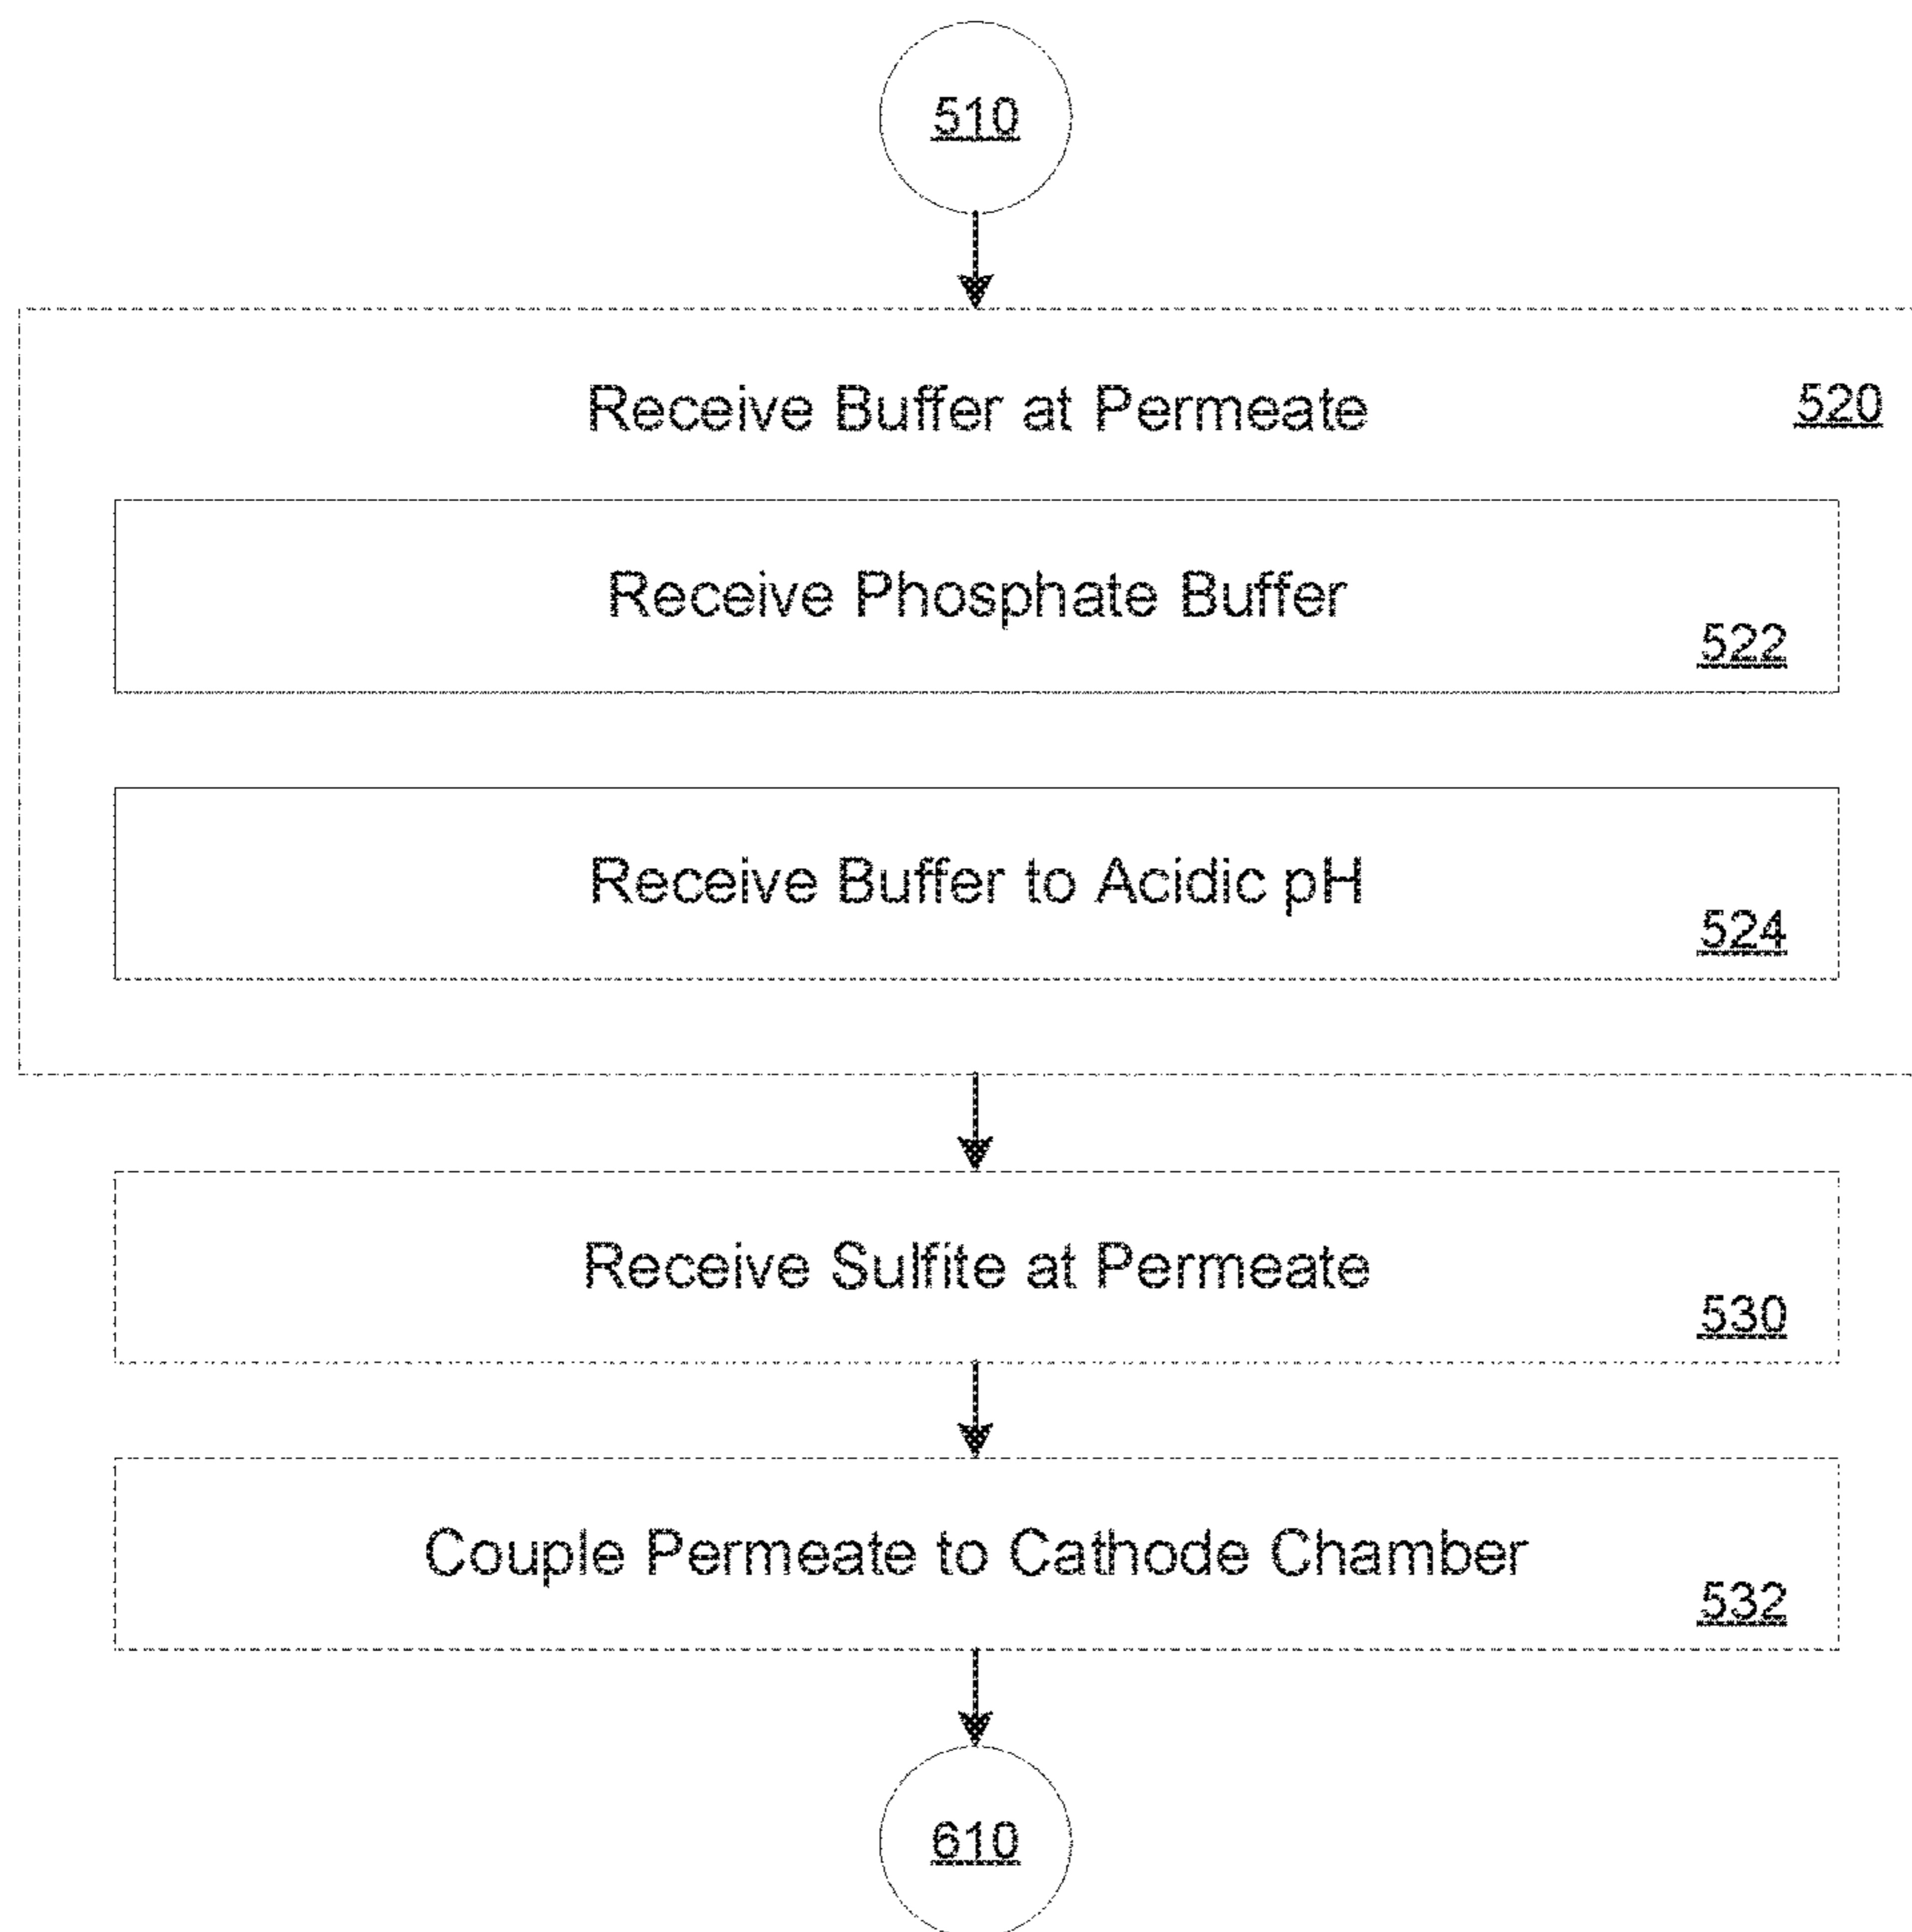 510
Receive Buffer at Permeate
520
Receive Phosphate Buffer
522
Receive Buffer to Acidic pH
524
Receive Sulfite at Permeate
530
Couple Permeate to Cathode Chamber
532
610